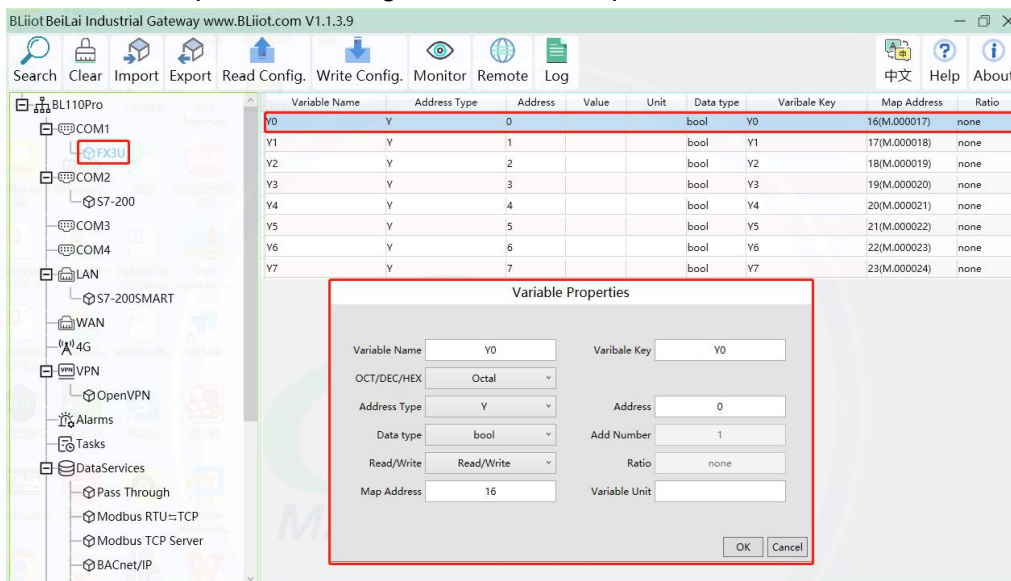 BLiiot BeiLai Industrial Gateway www.BLiiot.com V1.1.3.9
Search Clear Import Export Read Config. Write Config. Monitor Remote Log 中文 Help About
BL110Pro
COM1
FX3U
COM2
S7-200
COM3
COM4
LAN
S7-200SMART
WAN
4G
VPN VPN
OpenVPN
Alarms
Tasks
DataServices
Pass Through
Modbus RTU⇆TCP
Modbus TCP Server
BACnet/IP
Variable Name Address Type Address Value Unit Data type Varibale Key Map Address Ratio
Y0 Y 0 bool Y0 16(M.000017) none
Y1 Y 1 bool Y1 17(M.000018) none
Y2 Y 2 bool Y2 18(M.000019) none
Y3 Y 3 bool Y3 19(M.000020) none
Y4 Y 4 bool Y4 20(M.000021) none
Y5 Y 5 bool Y5 21(M.000022) none
Y6 Y 6 bool Y6 22(M.000023) none
Y7 Y 7 bool Y7 23(M.000024) none
Variable Properties
Variable Name Y0 Varibale Key Y0
OCT/DEC/HEX Octal
Address Type Y Address 0
Data type bool Add Number 1
Read/Write Read/Write Ratio none
Map Address 16 Variable Unit
OK Cancel